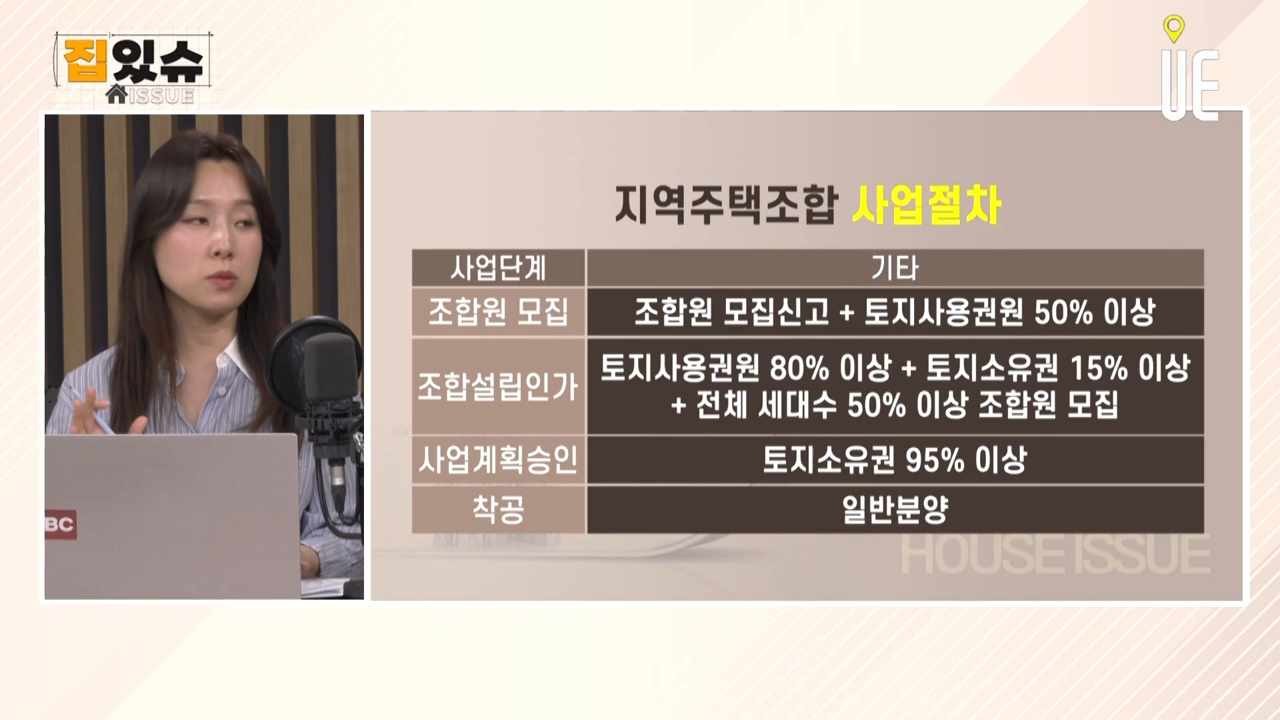 집있슈
ISSUE
UE
지역주택조합 사업절차
사업단계 기타
조합원 모집 조합원 모집신고 + 토지사용권원 50% 이상
조합설립인가 토지사용권원 80% 이상 + 토지소유권 15% 이상
+ 전체 세대수 50% 이상 조합원 모집
사업계획승인 토지소유권 95% 이상
착공 일반분양
BC
HOUSE ISSUE